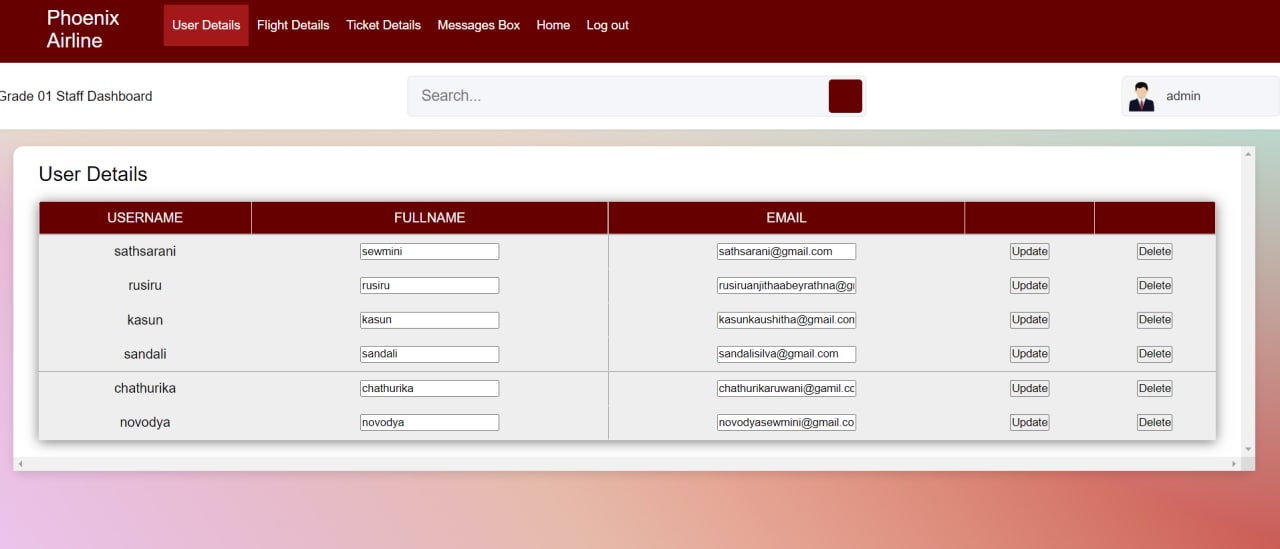 Phoenix
Airline
User Details Flight Details Ticket Details Messages Box Home Log out
Grade 01 Staff Dashboard
Search...
admin
User Details
USERNAME FULLNAME EMAIL
sathsarani sewmini sathsarani@gmail.com Update Delete
rusiru rusiru rusiruanjithaabeyrathna@g Update Delete
kasun kasun kasunkaushitha@gmail.con Update Delete
sandali sandali sandalisilva@gmail.com Update Delete
chathurika chathurika chathurikaruwani@gamil.cc Update Delete
novodya novodya novodyasewmini@gmail.co Update Delete